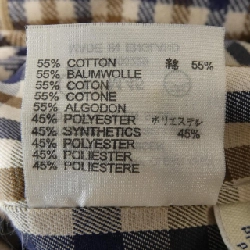 55% COTTON 綿 55%
55% BAUMWOLLE
55% COTON
55% COTONE
55% ALGODON
45% POLYESTER ポリエステル
45% SYNTHETICS 45%
45% POLYESTER
45% POLIESTER
45% POLIESTERE